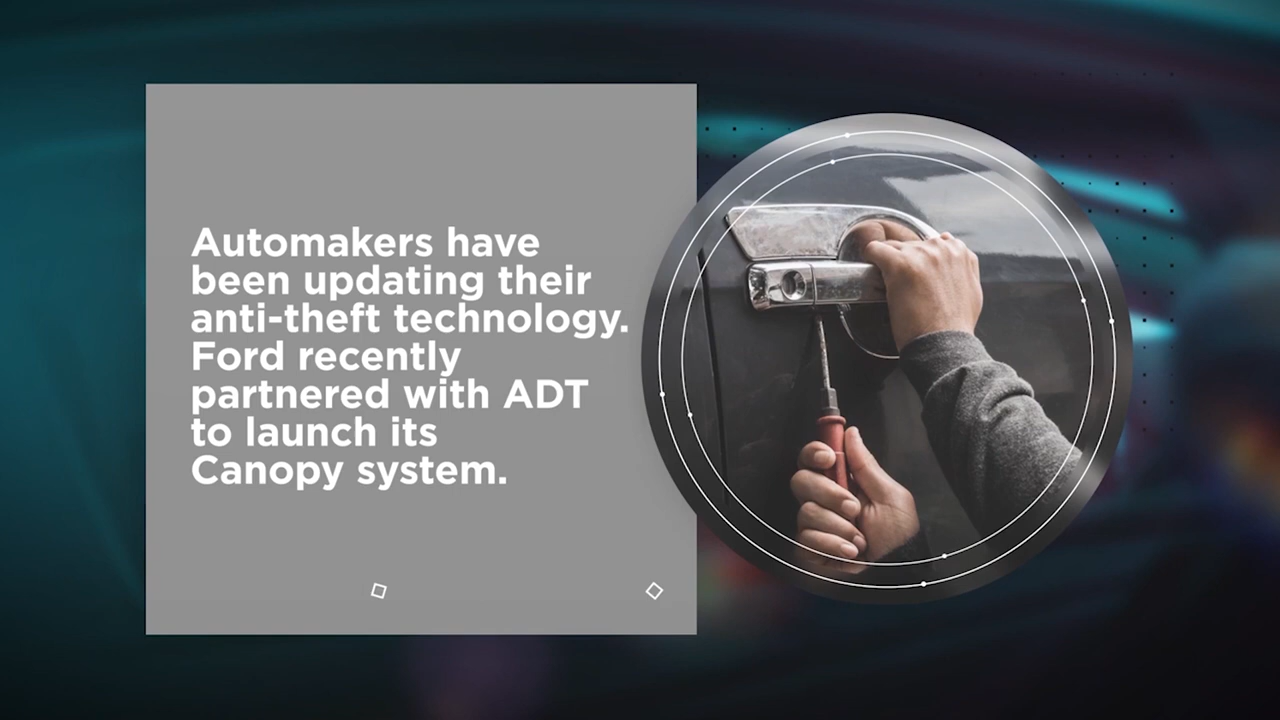 Automakers have
been updating their
anti-theft technology.
Ford recently
partnered with ADT
to launch its
Canopy system.